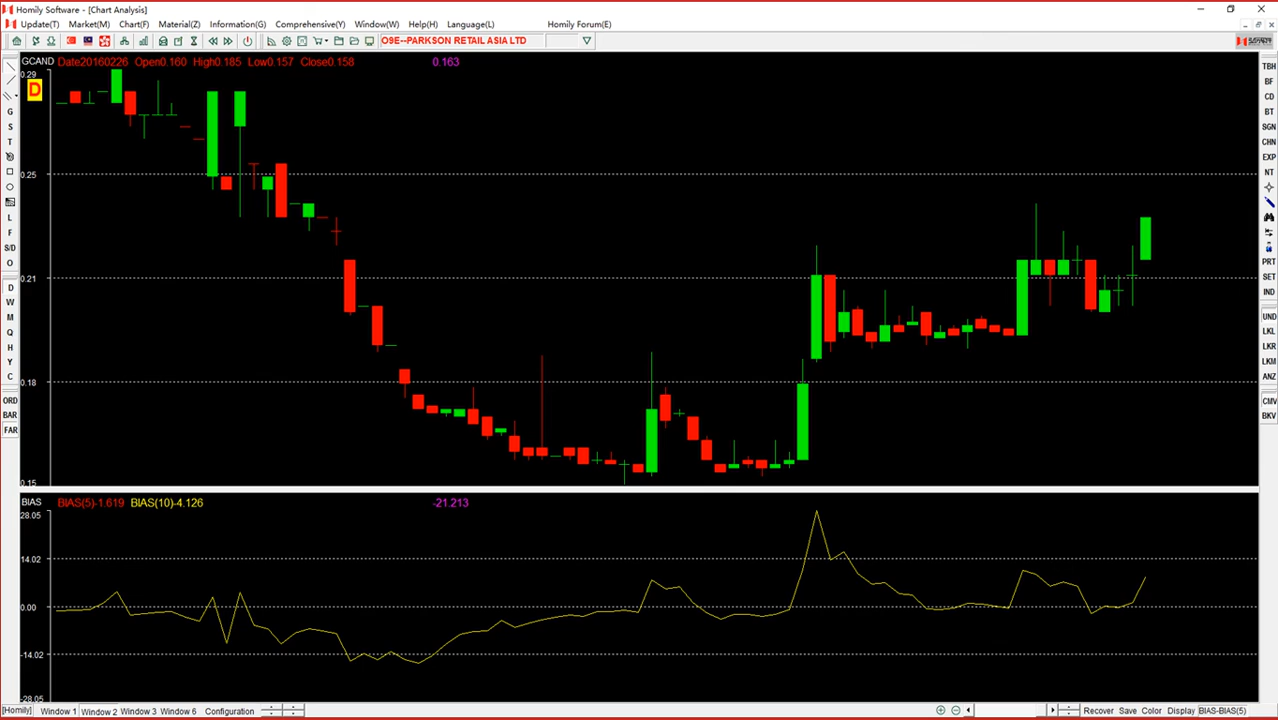 Homily Software - [Chart Analysis]
Update(T) Market(M) Chart(F) Material(Z) Information(G) Comprehensive(Y) Window(W) Help(H) Language(L) Homily Forum(E)
O9E--PARKSON RETAIL ASIA LTD
GCAND Date20160226 Open0.160 High0.185 Low0.157 Close0.158 0.163
0.29
D
0.25
0.21
0.18
0.15
BIAS BIAS(5)-1.619 BIAS(10)-4.126 -21.213
28.05
14.02
0.00
-14.02
-28.05
G
S
T
L
F
S/D
O
D
W
M
Q
H
Y
C
ORD
BAR
FAR
TBH
BF
CD
BT
SGN
CHN
EXP
NT
PRT
SET
IND
UND
LKL
LKR
LKM
ANZ
CMV
BKV
[Homily] Window 1 Window 2 Window 3 Window 6 Configuration Recover Save Color Display BIAS-BIAS(5)